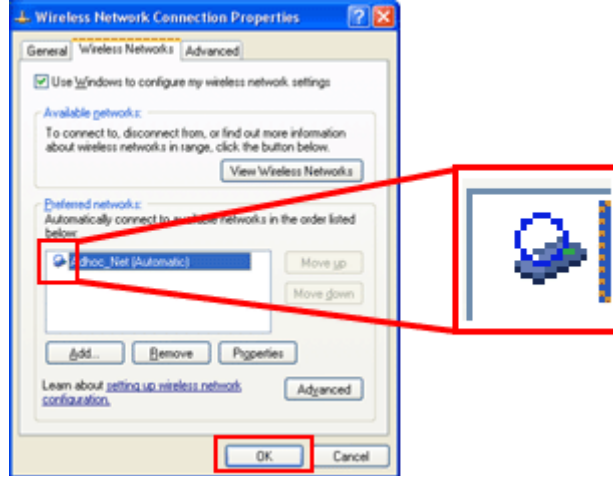 Wireless Network Connection Properties
General Wireless Networks Advanced
Use Windows to configure my wireless network settings
Available networks:
To connect to, disconnect from, or find out more information
about wireless networks in range, click the button below.
View Wireless Networks
Preferred networks:
Automatically connect to available networks in the order listed
below:
Adhoc_Net (Automatic)
Move up
Move down
Add... Remove Properties
Learn about setting up wireless network
configuration.
Advanced
OK Cancel